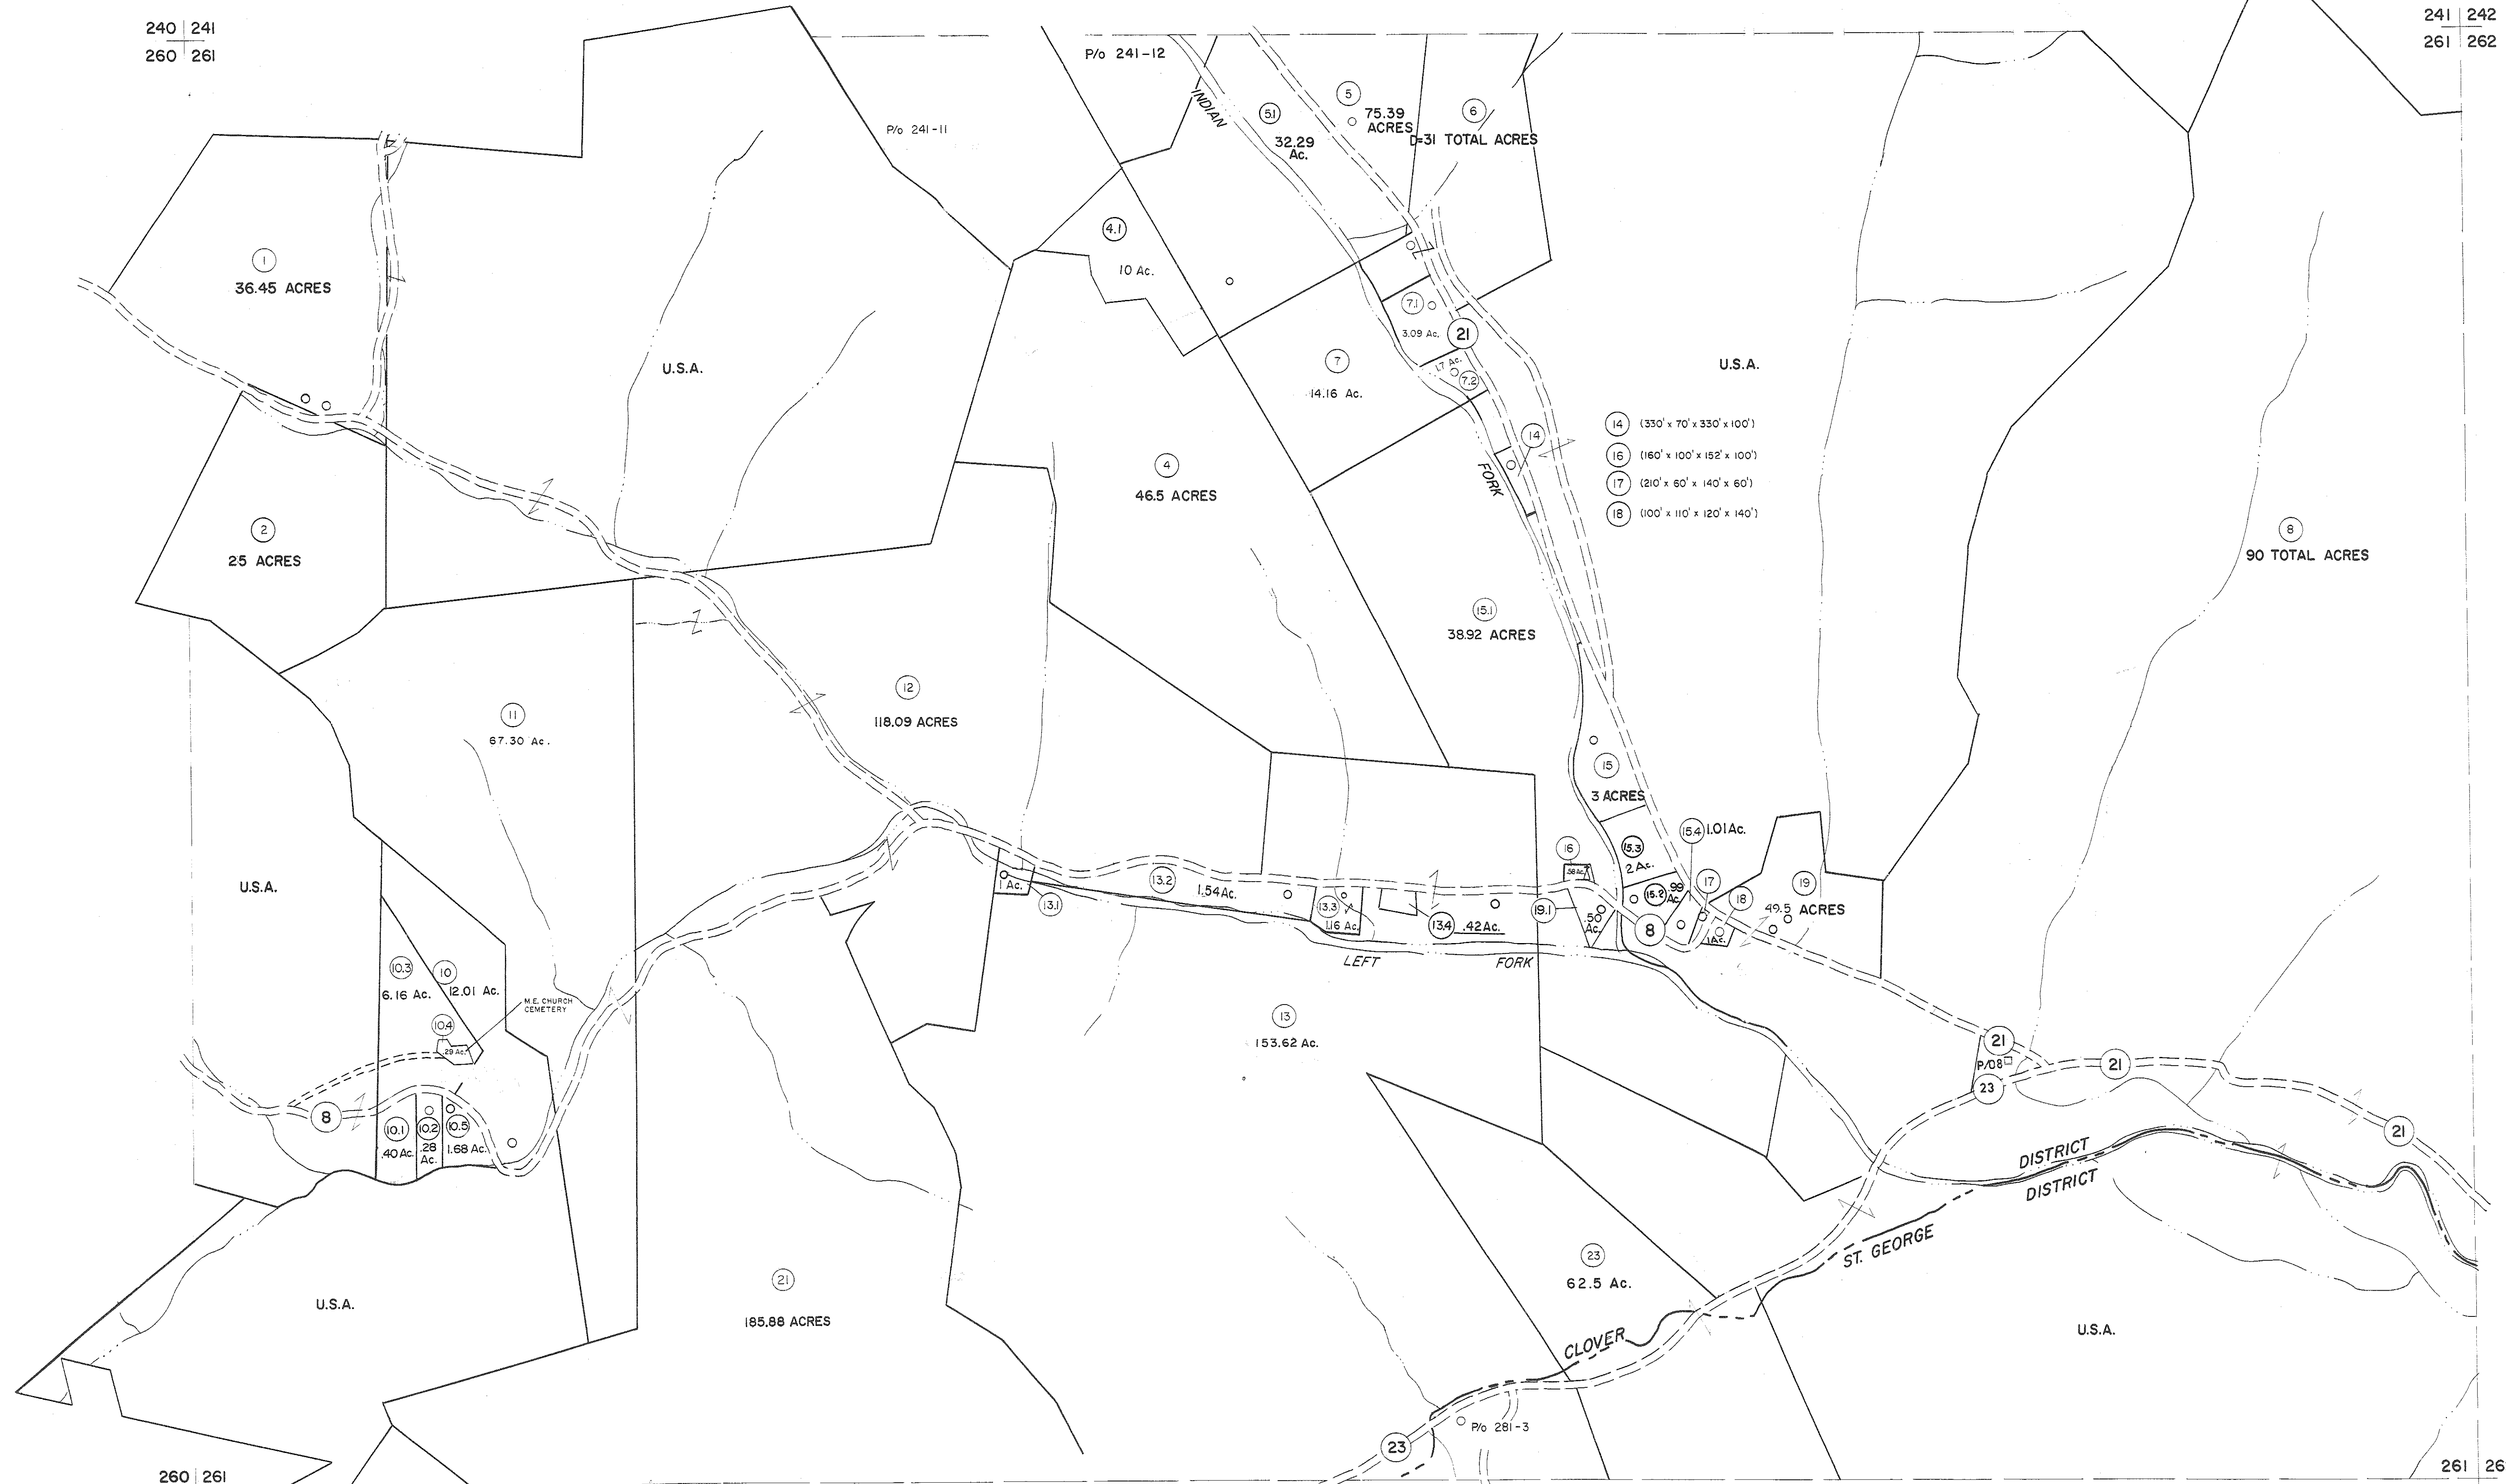 240 241
260 261
241 242
261 262
P/o 241-12
P/o 241-11
INDIAN
5.1
32.29
Ac.
5
75.39
ACRES
6
D=31 TOTAL ACRES
1
36.45 ACRES
4.1
10 Ac.
7.1
3.09 Ac.
21
1.7 Ac.
7.2
7
14.16 Ac.
U.S.A.
U.S.A.
14 (330' x 70' x 330' x 100')
16 (160' x 100' x 152' x 100')
17 (210' x 60' x 140' x 60')
18 (100' x 110' x 120' x 140')
14
FORK
4
46.5 ACRES
2
25 ACRES
8
90 TOTAL ACRES
15.1
38.92 ACRES
12
118.09 ACRES
11
67.30 Ac.
15
3 ACRES
15.4 1.01 Ac.
15.3
2 Ac.
16
.58 Ac.
15.2 .99
Ac.
17
18
19
49.5 ACRES
1 Ac.
13.1
13.2
1.54 Ac.
13.3
1.16 Ac.
13.4 .42 Ac.
19.1
.50
Ac.
8
.1 Ac.
U.S.A.
LEFT FORK
10.3
6.16 Ac.
10
12.01 Ac.
M.E. CHURCH
CEMETERY
10.4
.29 Ac.
13
153.62 Ac.
21
P/O8
23
21
21
8
10.1
.40 Ac.
10.2
.28
Ac.
10.5
1.68 Ac.
DISTRICT
DISTRICT
ST. GEORGE
CLOVER
23
62.5 Ac.
21
185.88 ACRES
U.S.A.
U.S.A.
P/o 281-3
23
260 261
261 26